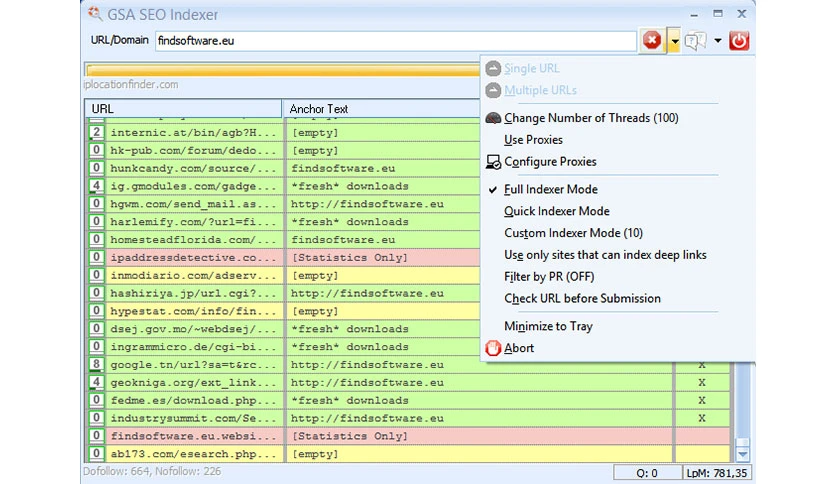 GSA SEO Indexer
URL/Domain findsoftware.eu
iplocationfinder.com
URL Anchor Text
2 internic.at/bin/agb?H... [empty]
0 hk-pub.com/forum/dedo... [empty]
0 hunkcandy.com/source/... findsoftware.eu
4 ig.gmodules.com/gadge... *fresh* downloads
0 hgwm.com/send_mail.as... http://findsoftware.eu
0 harlemify.com/?url=fi... *fresh* downloads
0 homesteadflorida.com/... findsoftware.eu
0 ipaddressdetective.co... [Statistics Only]
0 inmodiario.com/adserv... [empty]
0 hashiriya.jp/url.cgi?... http://findsoftware.eu
0 hypestat.com/info/fin... [empty]
0 dsej.gov.mo/~webdsej/... *fresh* downloads
0 ingrammicro.de/cgi-bi... *fresh* downloads
8 google.tn/url?sa=t&rc... http://findsoftware.eu X
4 geokniga.org/ext_link... http://findsoftware.eu X
0 fedme.es/download.php... *fresh* downloads X
0 industrysummit.com/Se... http://findsoftware.eu X
0 findsoftware.eu.websi... [Statistics Only]
0 ab173.com/esearch.php... [empty]
Dofollow: 664, Nofollow: 226
Q: 0 LpM: 781,35
Single URL
Multiple URLs
Change Number of Threads (100)
Use Proxies
Configure Proxies
Full Indexer Mode
Quick Indexer Mode
Custom Indexer Mode (10)
Use only sites that can index deep links
Filter by PR (OFF)
Check URL before Submission
Minimize to Tray
Abort